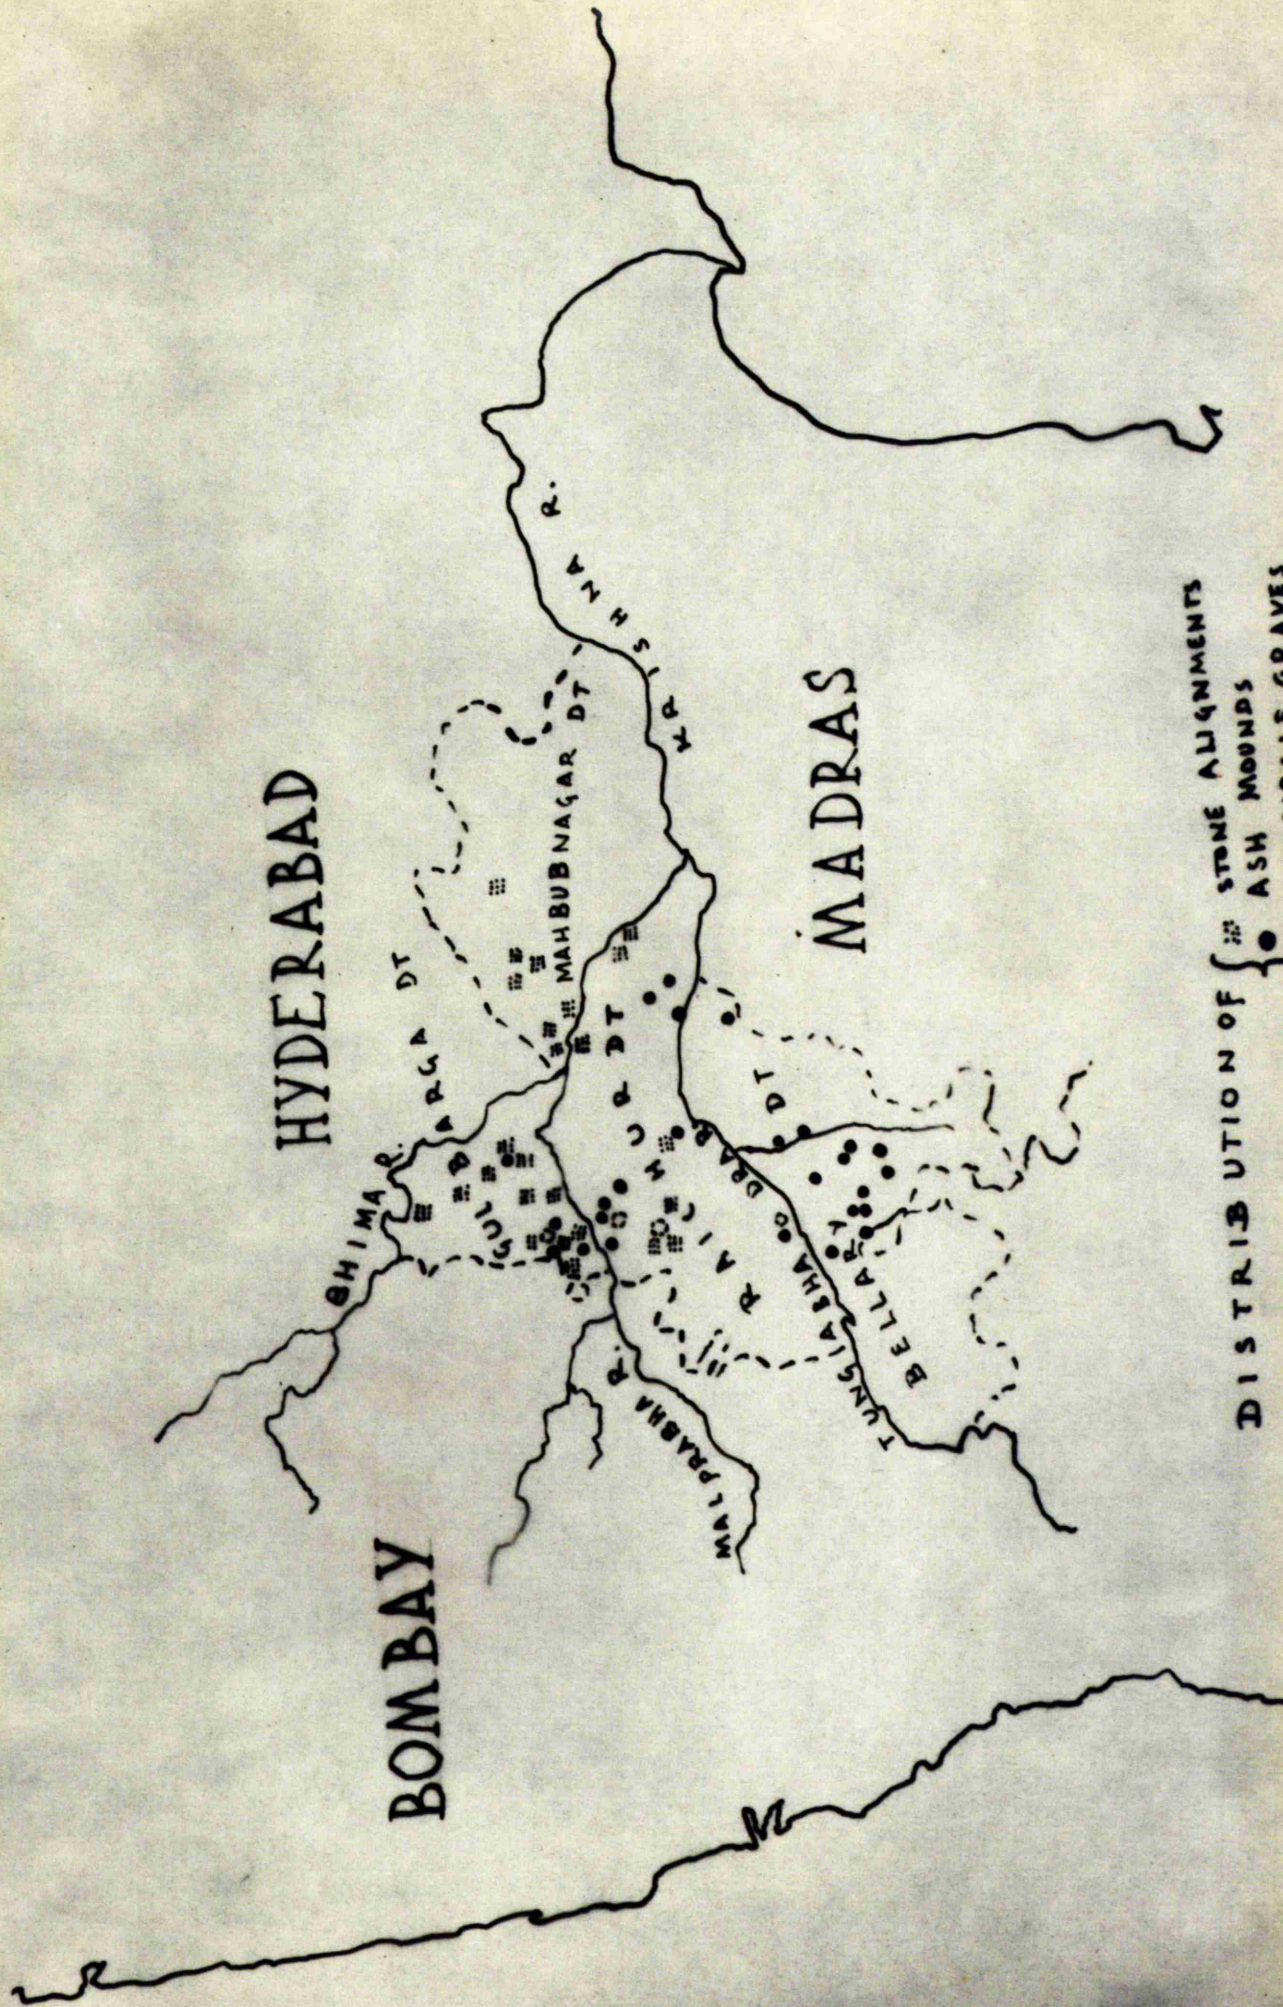 HYDERABAD
BOMBAY
MADRAS
BHIMA R.
GULBARGA DT
MAHBUBNAGAR DT
KRISHNA R.
RAICHUR DT
MALPRABHA R.
TUNGABHADRA
BELLARY DT
DISTRIBUTION OF { STONE ALIGNMENTS
ASH MOUNDS
GRAVES